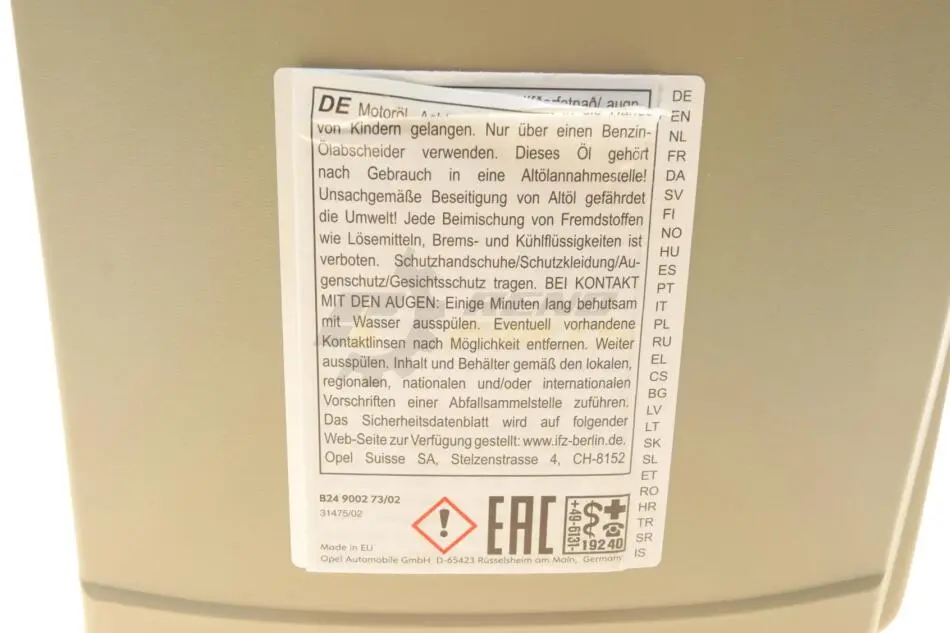 DE Motoröl
von Kindern gelangen. Nur über einen Benzin-
Ölabscheider verwenden. Dieses Öl gehört
nach Gebrauch in eine Altölannahmestelle!
Unsachgemäße Beseitigung von Altöl gefährdet
die Umwelt! Jede Beimischung von Fremdstoffen
wie Lösemitteln, Brems- und Kühlflüssigkeiten ist
verboten. Schutzhandschuhe/Schutzkleidung/Au-
genschutz/Gesichtsschutz tragen. BEI KONTAKT
MIT DEN AUGEN: Einige Minuten lang behutsam
mit Wasser ausspülen. Eventuell vorhandene
Kontaktlinsen nach Möglichkeit entfernen. Weiter
ausspülen. Inhalt und Behälter gemäß den lokalen,
regionalen, nationalen und/oder internationalen
Vorschriften einer Abfallsammelstelle zuführen.
Das Sicherheitsdatenblatt wird auf folgender
Web-Seite zur Verfügung gestellt: www.ifz-berlin.de.
Opel Suisse SA, Stelzenstrasse 4, CH-8152
DE
EN
NL
FR
DA
SV
FI
NO
HU
ES
PT
IT
PL
RU
EL
CS
BG
LV
LT
SK
SL
ET
RO
HR
TR
SR
IS
B24 9002 73/02
31475/02
EAC
+49-6131-
19240
Made in EU
Opel Automobile GmbH D-65423 Rüsselsheim am Main, Germany